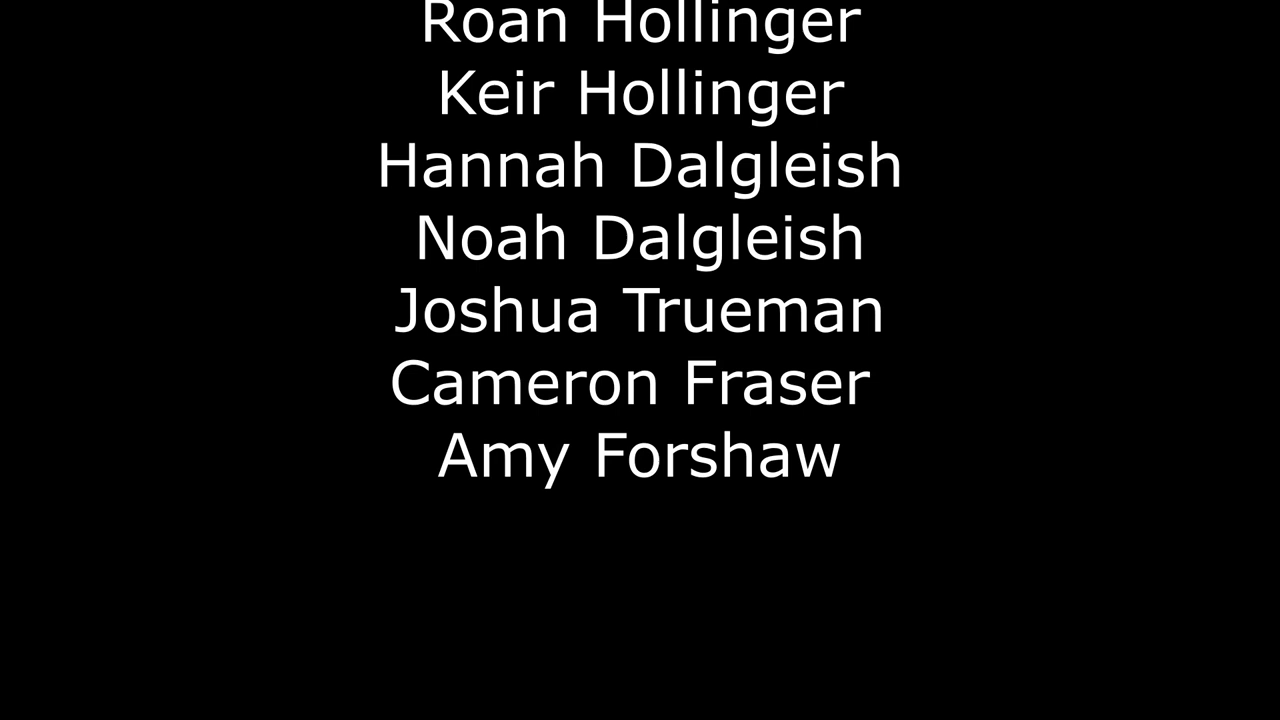 Roan Hollinger
Keir Hollinger
Hannah Dalgleish
Noah Dalgleish
Joshua Trueman
Cameron Fraser
Amy Forshaw